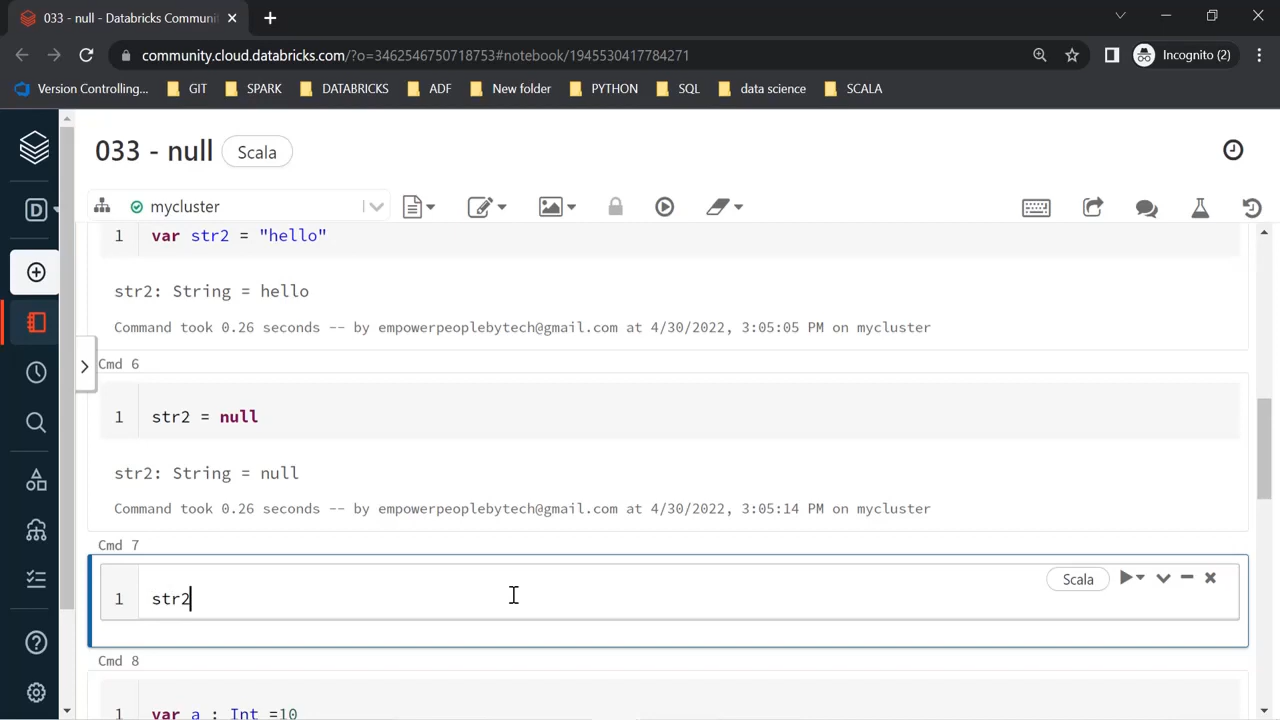 033 - null - Databricks Communi
community.cloud.databricks.com/?o=3462546750718753#notebook/1945530417784271
Incognito (2)
Version Controlling... GIT SPARK DATABRICKS ADF New folder PYTHON SQL data science SCALA
033 - null Scala
D
mycluster
1 var str2 = "hello"
str2: String = hello
Command took 0.26 seconds -- by empowerpeoplebytech@gmail.com at 4/30/2022, 3:05:05 PM on mycluster
Cmd 6
1 str2 = null
str2: String = null
Command took 0.26 seconds -- by empowerpeoplebytech@gmail.com at 4/30/2022, 3:05:14 PM on mycluster
Cmd 7
Scala
1 str2
Cmd 8
1 var a : Int =10